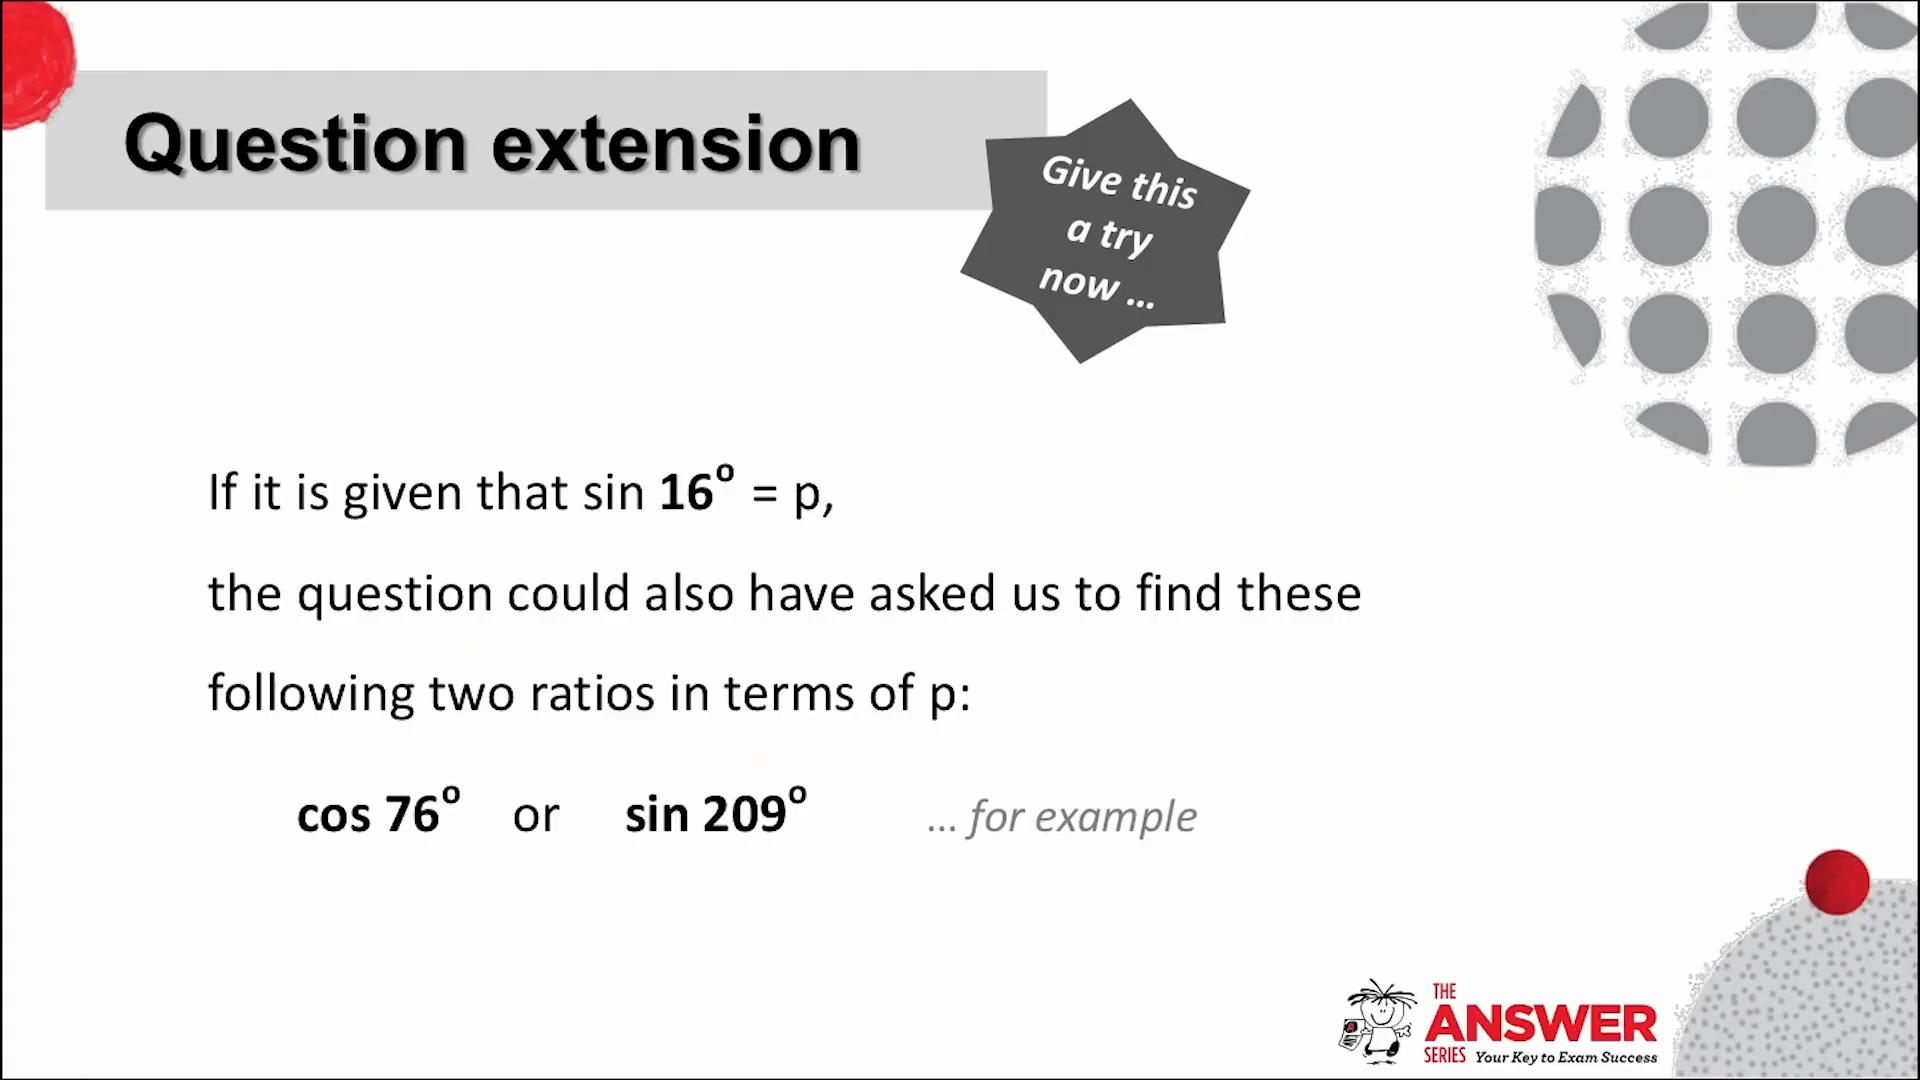 Question extension
Give this
a try
now ...
If it is given that sin 16° = p,
the question could also have asked us to find these
following two ratios in terms of p:
cos 76° or sin 209° ... for example
THE
ANSWER
SERIES Your Key to Exam Success